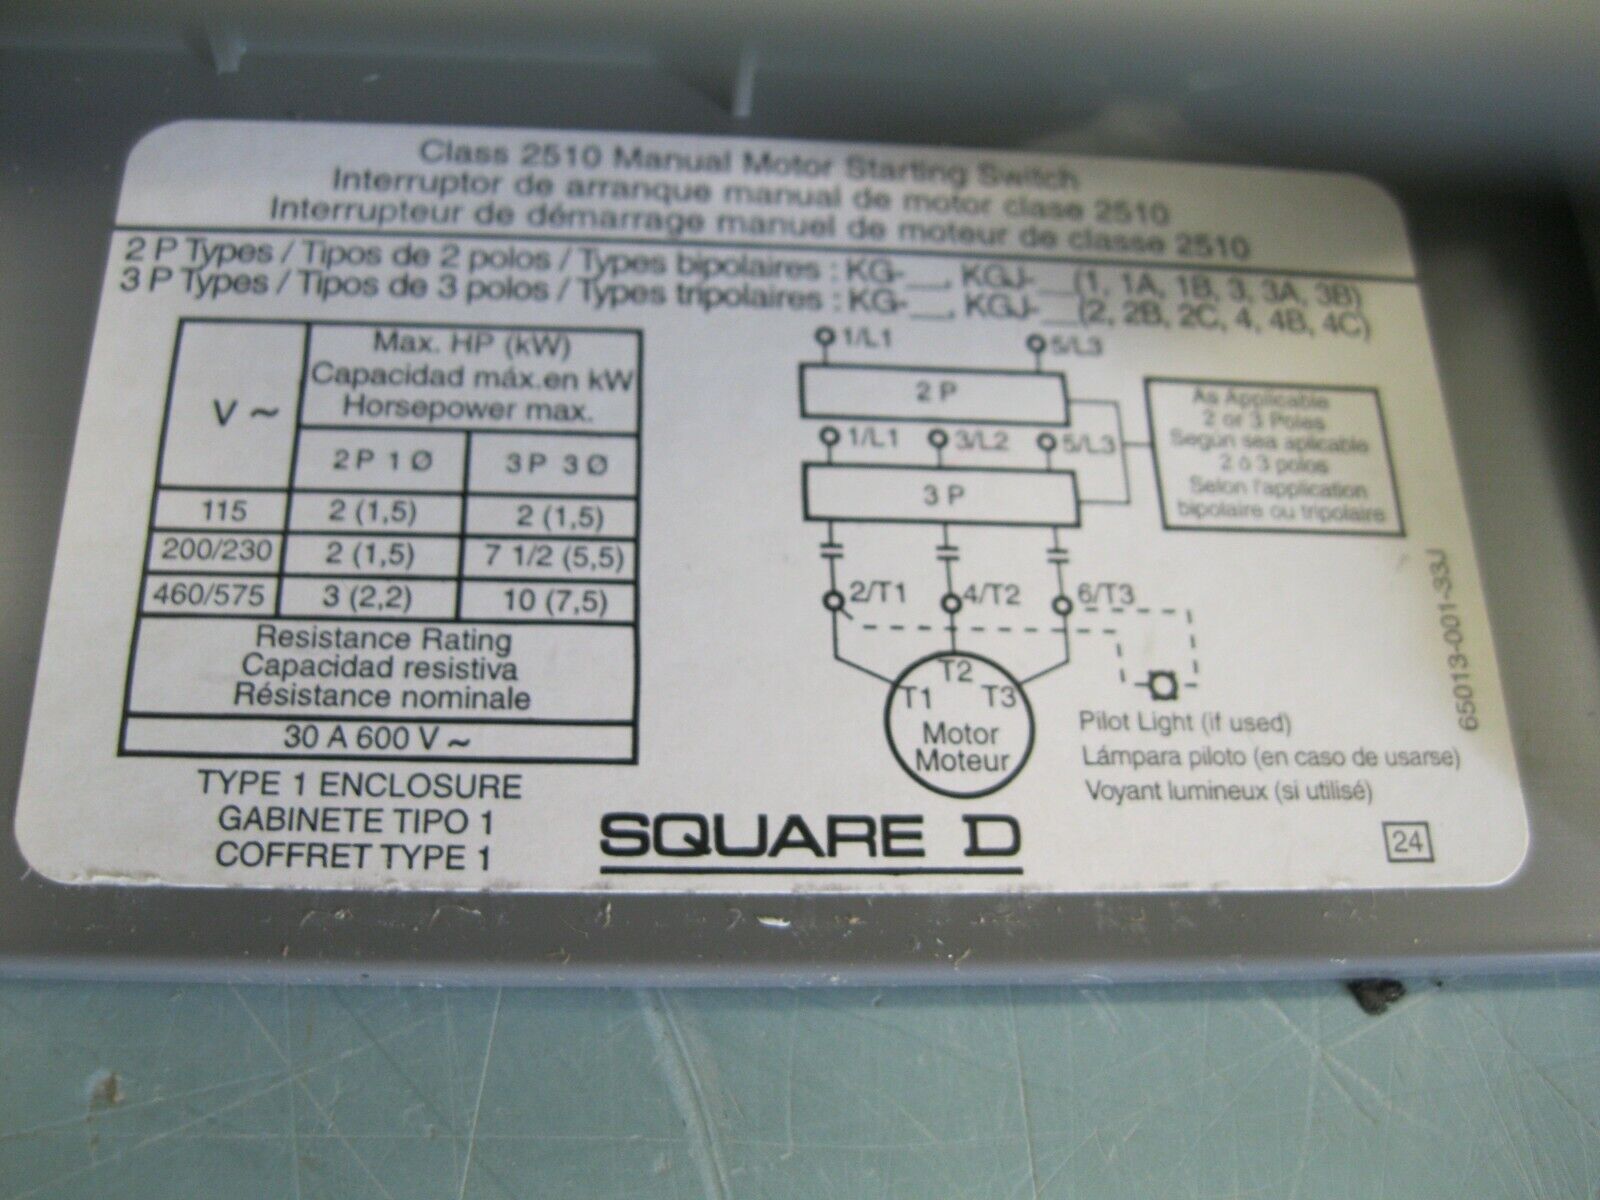 Class 2510 Manual Motor Starting Switch
Interruptor de arranque manual de motor clase 2510
Interrupteur de démarrage manuel de moteur de classe 2510
2 P Types / Tipos de 2 polos / Types bipolaires : KG-__, KGJ-__(1, 1A, 1B, 3, 3A, 3B)
3 P Types / Tipos de 3 polos / Types tripolaires : KG-__, KGJ-__(2, 2B, 2C, 4, 4B, 4C)
V ~
Max. HP (kW)
Capacidad máx.en kW
Horsepower max.
2 P 1 Ø 3 P 3 Ø
115 2 (1,5) 2 (1,5)
200/230 2 (1,5) 7 1/2 (5,5)
460/575 3 (2,2) 10 (7,5)
Resistance Rating
Capacidad resistiva
Résistance nominale
30 A 600 V ~
TYPE 1 ENCLOSURE
GABINETE TIPO 1
COFFRET TYPE 1
1/L1 5/L3
2 P
1/L1 3/L2 5/L3
3 P
As Applicable
2 or 3 Poles
Según sea aplicable
2 ó 3 polos
Selon l'application
bipolaire ou tripolaire
2/T1 4/T2 6/T3
T1 T2 T3
Motor
Moteur
Pilot Light (if used)
Lámpara piloto (en caso de usarse)
Voyant lumineux (si utilisé)
65013-001-33J
SQUARE D
24